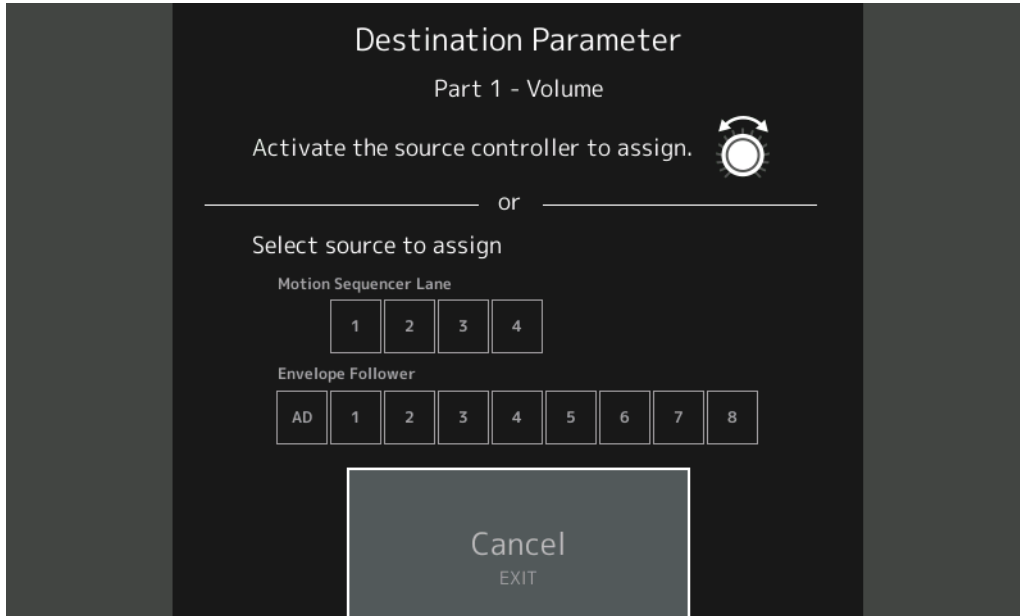 Destination Parameter
Part 1 - Volume
Activate the source controller to assign.
or
Select source to assign
Motion Sequencer Lane
1 2 3 4
Envelope Follower
AD 1 2 3 4 5 6 7 8
Cancel
EXIT